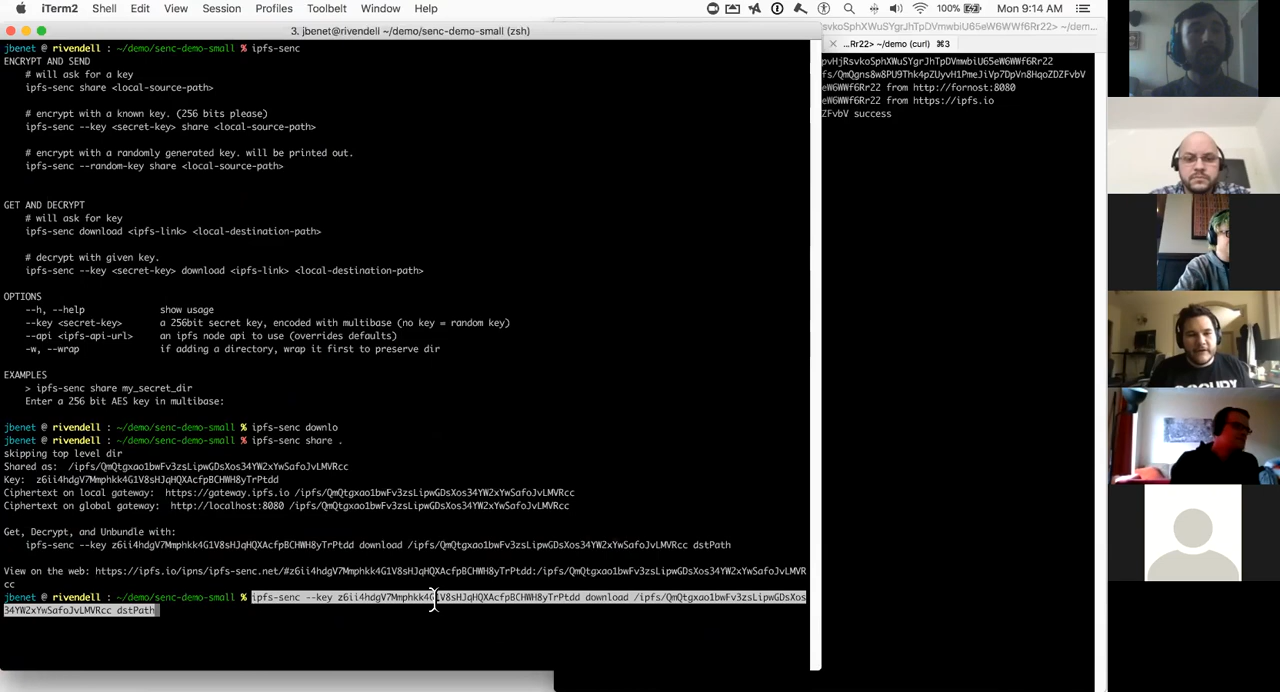 iTerm2 Shell Edit View Session Profiles Toolbelt Window Help 100% Mon 9:14 AM
3. jbenet@rivendell ~/demo/senc-demo-small (zsh)
jbenet @ rivendell : ~/demo/senc-demo-small % ipfs-senc
ENCRYPT AND SEND
# will ask for a key
ipfs-senc share <local-source-path>
# encrypt with a known key. (256 bits please)
ipfs-senc --key <secret-key> share <local-source-path>
# encrypt with a randomly generated key. will be printed out.
ipfs-senc --random-key share <local-source-path>
GET AND DECRYPT
# will ask for key
ipfs-senc download <ipfs-link> <local-destination-path>
# decrypt with given key.
ipfs-senc --key <secret-key> download <ipfs-link> <local-destination-path>
OPTIONS
--h, --help show usage
--key <secret-key> a 256bit secret key, encoded with multibase (no key = random key)
--api <ipfs-api-url> an ipfs node api to use (overrides defaults)
-w, --wrap if adding a directory, wrap it first to preserve dir
EXAMPLES
> ipfs-senc share my_secret_dir
Enter a 256 bit AES key in multibase:
jbenet @ rivendell : ~/demo/senc-demo-small % ipfs-senc downlo
jbenet @ rivendell : ~/demo/senc-demo-small % ipfs-senc share .
skipping top level dir
Shared as: /ipfs/QmQtgxao1bwFv3zsLipwGDsXos34YW2xYwSafoJvLMVRcc
Key: z6ii4hdgV7Mmphkk4G1V8sHJqHQXAcfpBCHWH8yTrPtdd
Ciphertext on local gateway: https://gateway.ipfs.io /ipfs/QmQtgxao1bwFv3zsLipwGDsXos34YW2xYwSafoJvLMVRcc
Ciphertext on global gateway: http://localhost:8080 /ipfs/QmQtgxao1bwFv3zsLipwGDsXos34YW2xYwSafoJvLMVRcc
Get, Decrypt, and Unbundle with:
ipfs-senc --key z6ii4hdgV7Mmphkk4G1V8sHJqHQXAcfpBCHWH8yTrPtdd download /ipfs/QmQtgxao1bwFv3zsLipwGDsXos34YW2xYwSafoJvLMVRcc dstPath
View on the web: https://ipfs.io/ipns/ipfs-senc.net/#z6ii4hdgV7Mmphkk4G1V8sHJqHQXAcfpBCHWH8yTrPtdd:/ipfs/QmQtgxao1bwFv3zsLipwGDsXos34YW2xYwSafoJvLMVR
cc
jbenet @ rivendell : ~/demo/senc-demo-small % ipfs-senc --key z6ii4hdgV7Mmphkk4G1V8sHJqHQXAcfpBCHWH8yTrPtdd download /ipfs/QmQtgxao1bwFv3zsLipwGDsXos
34YW2xYwSafoJvLMVRcc dstPath
...Rr22> ~/demo (curl) ⌘3
pvHjRsvkoSphXWuSYgrJhTpDVmwbiU65eW6WWf6Rr22
fs/QmQgns8w8PU9Thk4pZUyvH1PmeJiVp7DpVn8HqoZDZFvbV
eW6WWf6Rr22 from http://fornost:8080
eW6WWf6Rr22 from https://ipfs.io
ZFvbV success
OCCUPY